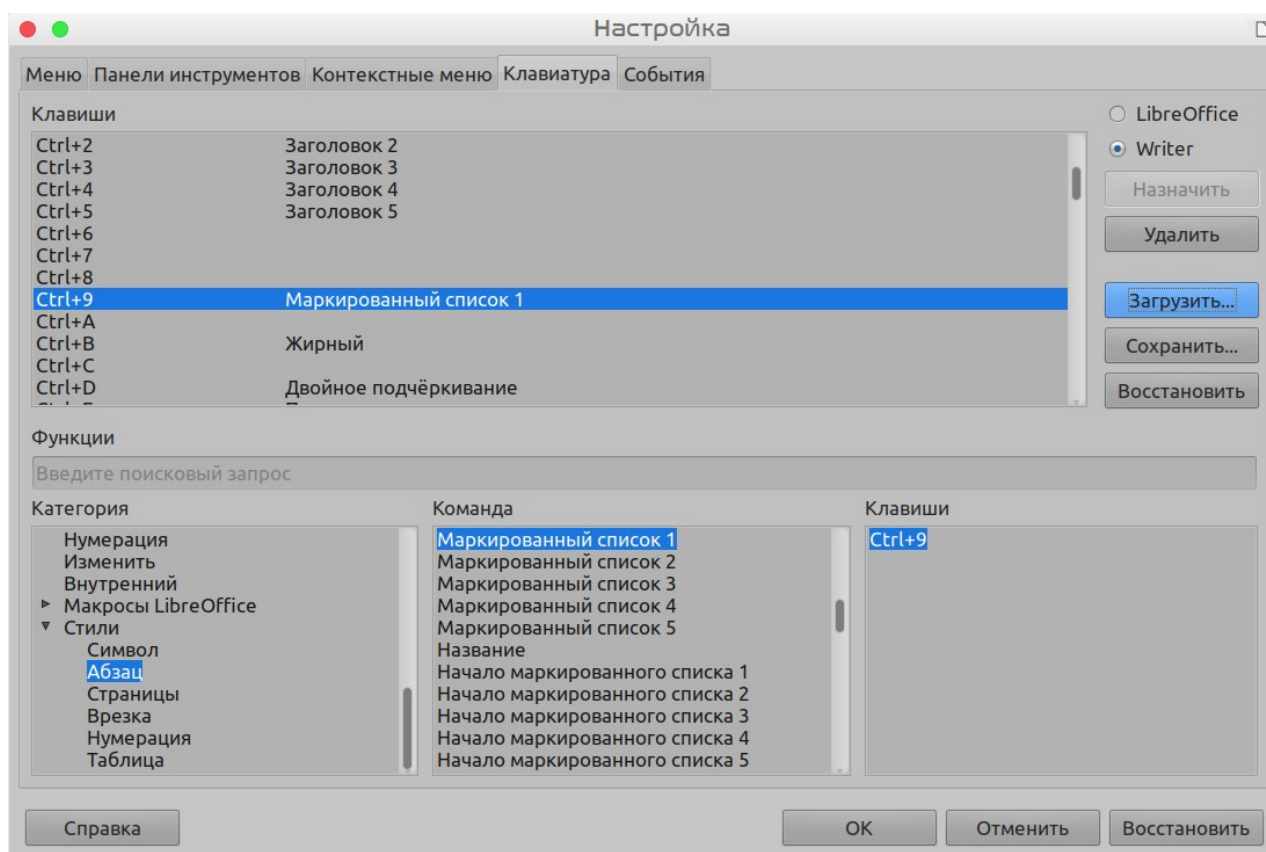 Настройка
Меню Панели инструментов Контекстные меню Клавиатура События
Клавиши
Ctrl+2 Заголовок 2
Ctrl+3 Заголовок 3
Ctrl+4 Заголовок 4
Ctrl+5 Заголовок 5
Ctrl+6
Ctrl+7
Ctrl+8
Ctrl+9 Маркированный список 1
Ctrl+A
Ctrl+B Жирный
Ctrl+C
Ctrl+D Двойное подчёркивание
LibreOffice
Writer
Назначить
Удалить
Загрузить...
Сохранить...
Восстановить
Функции
Введите поисковый запрос
Категория
Нумерация
Изменить
Внутренний
Макросы LibreOffice
Стили
Символ
Абзац
Страницы
Врезка
Нумерация
Таблица
Команда
Маркированный список 1
Маркированный список 2
Маркированный список 3
Маркированный список 4
Маркированный список 5
Название
Начало маркированного списка 1
Начало маркированного списка 2
Начало маркированного списка 3
Начало маркированного списка 4
Начало маркированного списка 5
Клавиши
Ctrl+9
Справка
OK
Отменить
Восстановить